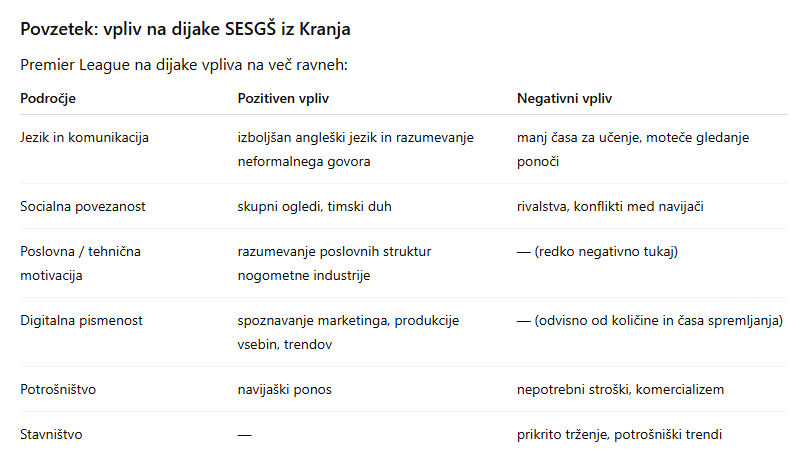 Povzetek: vpliv na dijake SESGŠ iz Kranja
Premier League na dijake vpliva na več ravneh:
Področje Pozitiven vpliv Negativni vpliv
Jezik in komunikacija izboljšan angleški jezik in razumevanje manj časa za učenje, moteče gledanje
neformalnega govora ponoči
Socialna povezanost skupni ogledi, timski duh rivalstva, konflikti med navijači
Poslovna / tehnična razumevanje poslovnih struktur — (redko negativno tukaj)
motivacija nogometne industrije
Digitalna pismenost spoznavanje marketinga, produkcije — (odvisno od količine in časa spremljanja)
vsebin, trendov
Potrošništvo navijaški ponos nepotrebni stroški, komercializem
Stavništvo — prikrito trženje, potrošniški trendi